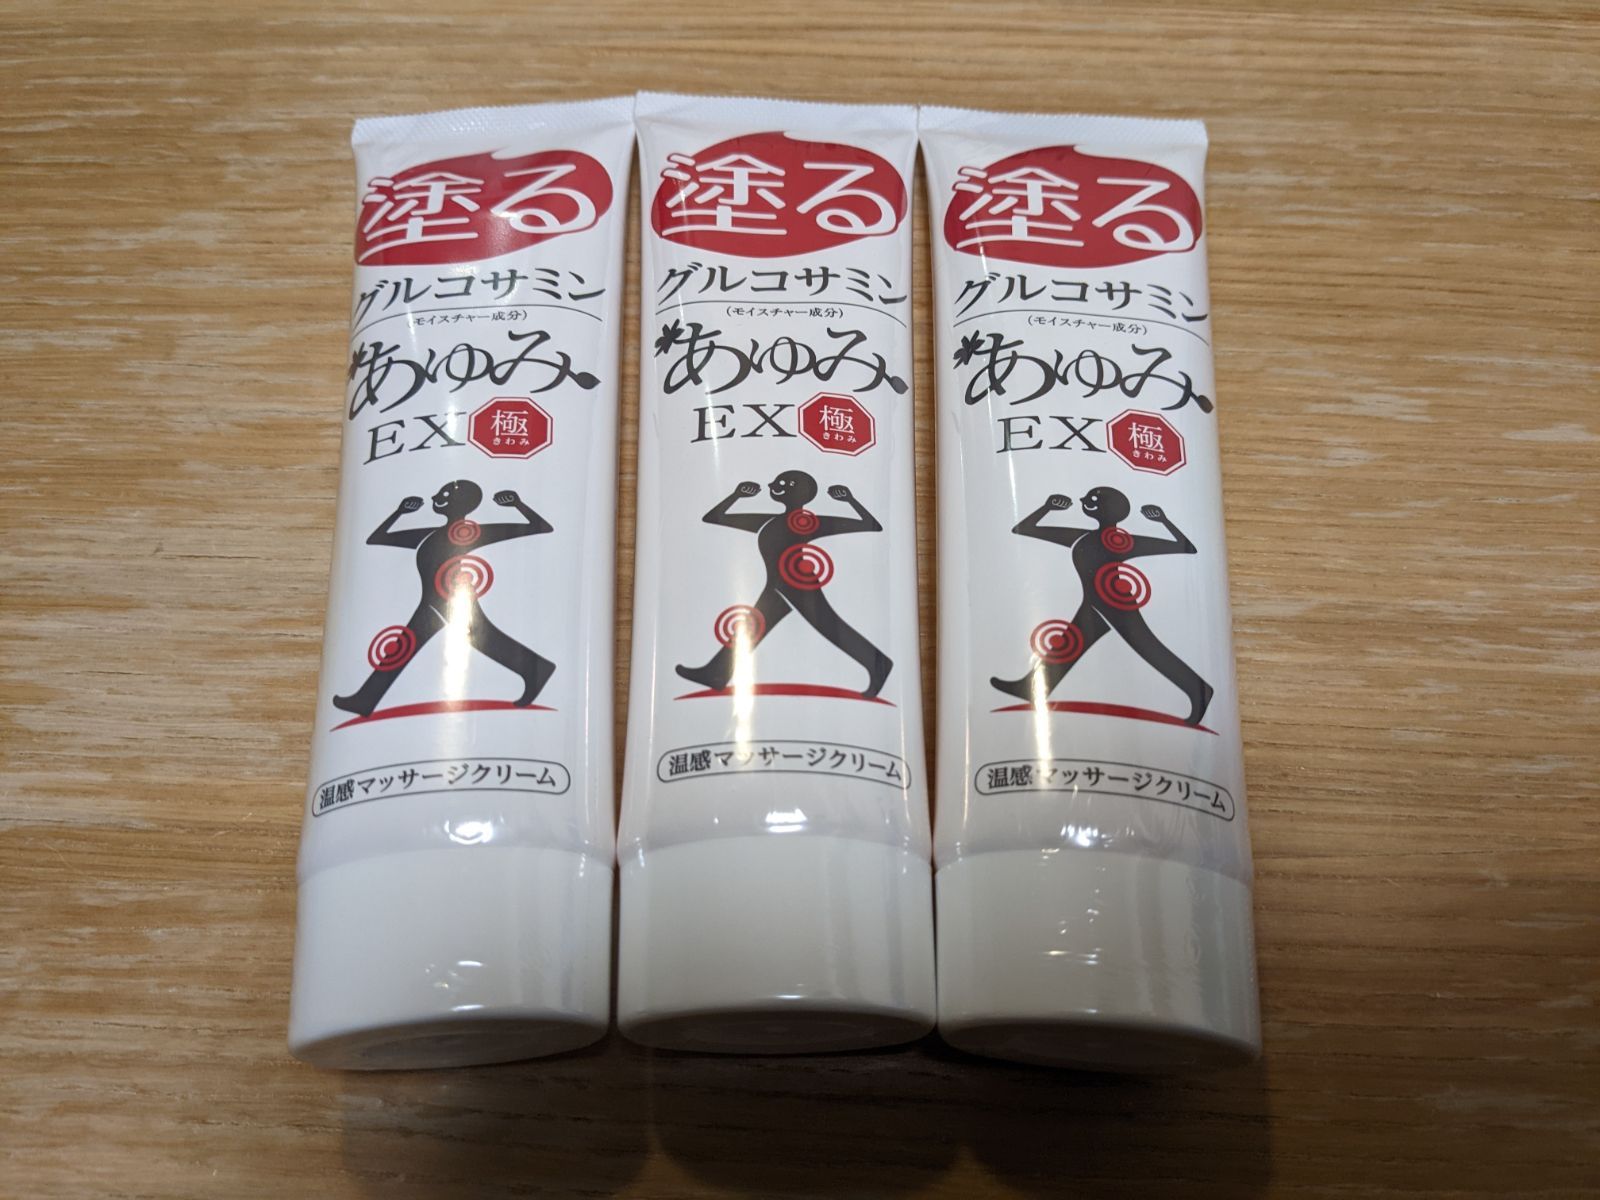 塗る
グルコサミン
(モイスチャー成分)
あゆみ
EX 極
きわみ
温感マッサージクリーム
塗る
グルコサミン
(モイスチャー成分)
あゆみ
EX 極
きわみ
温感マッサージクリーム
塗る
グルコサミン
(モイスチャー成分)
あゆみ
EX 極
きわみ
温感マッサージクリーム